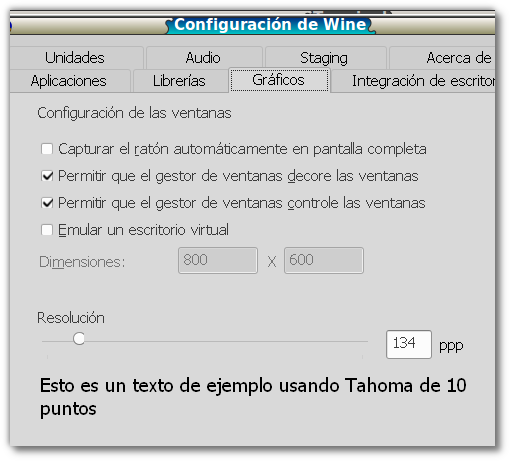 Configuración de Wine
Unidades Audio Staging Acerca de
Aplicaciones Librerías Gráficos Integración de escritor
Configuración de las ventanas
Capturar el ratón automáticamente en pantalla completa
Permitir que el gestor de ventanas decore las ventanas
Permitir que el gestor de ventanas controle las ventanas
Emular un escritorio virtual
Dimensiones: 800 X 600
Resolución
134 ppp
Esto es un texto de ejemplo usando Tahoma de 10
puntos